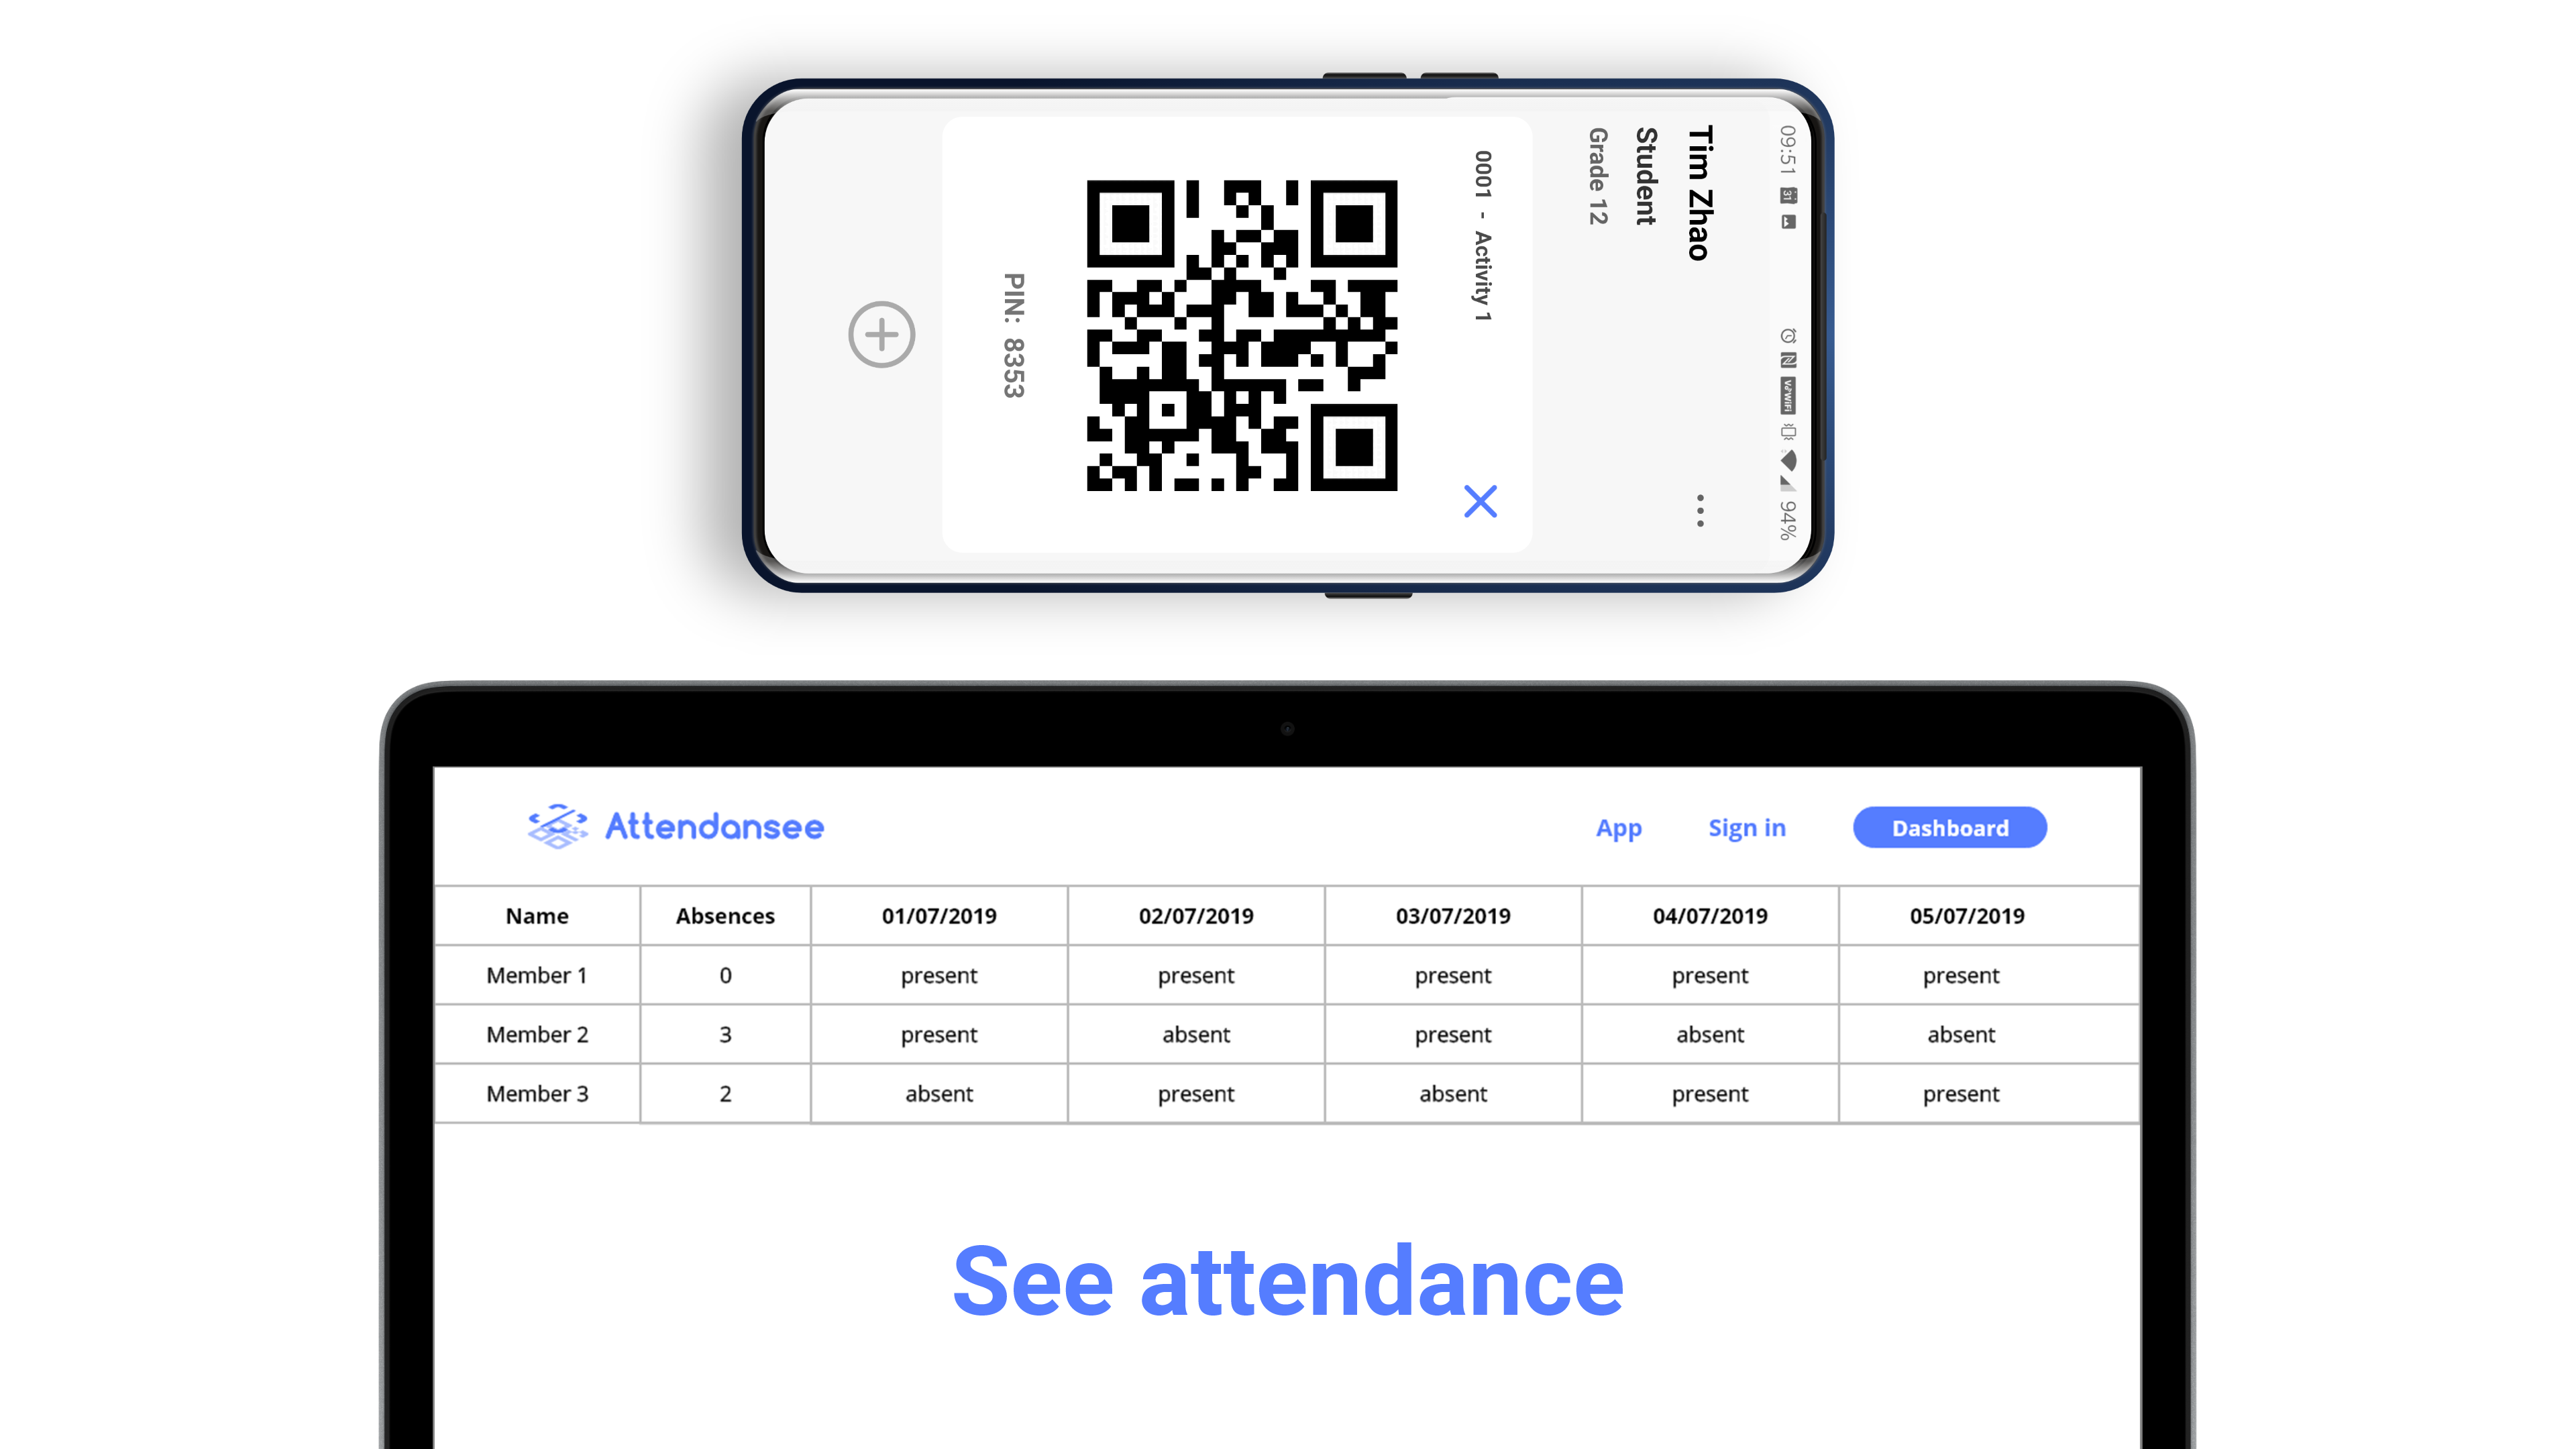 09:51 31 VoWiFi 94%
Tim Zhao
Student
Grade 12
0001 - Activity 1
PIN: 8353
Attendansee App Sign in Dashboard
Name Absences 01/07/2019 02/07/2019 03/07/2019 04/07/2019 05/07/2019
Member 1 0 present present present present present
Member 2 3 present absent present absent absent
Member 3 2 absent present absent present present
See attendance